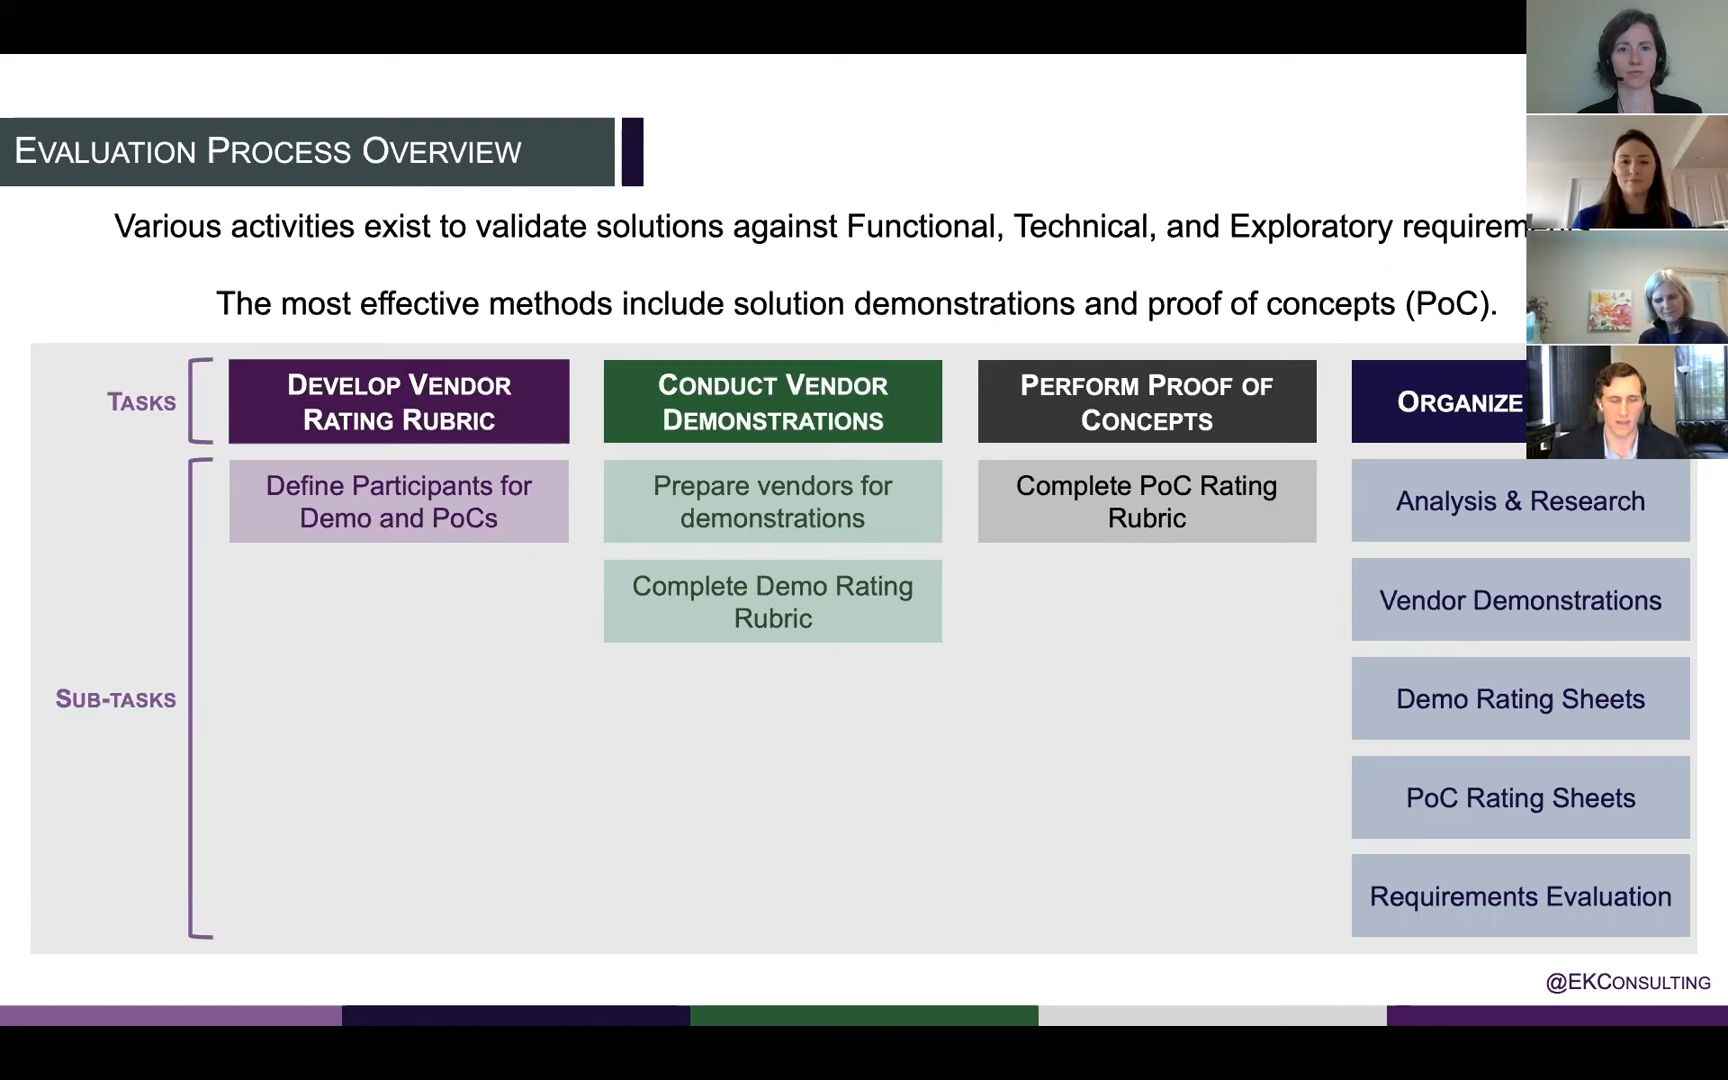 EVALUATION PROCESS OVERVIEW
Various activities exist to validate solutions against Functional, Technical, and Exploratory
The most effective methods include solution demonstrations and proof of concepts (PoC).
TASKS
DEVELOP VENDOR
RATING RUBRIC
CONDUCT VENDOR
DEMONSTRATIONS
PERFORM PROOF OF
CONCEPTS
ORGANIZE
SUB-TASKS
Define Participants for
Demo and PoCs
Prepare vendors for
demonstrations
Complete Demo Rating
Rubric
Complete PoC Rating
Rubric
Analysis & Research
Vendor Demonstrations
Demo Rating Sheets
PoC Rating Sheets
Requirements Evaluation
@EKCONSULTING